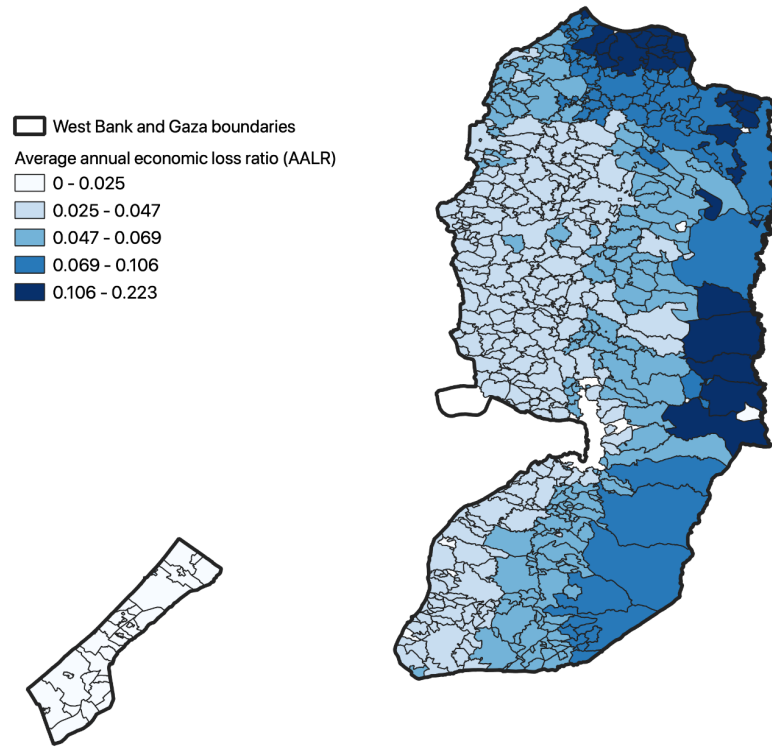 West Bank and Gaza boundaries
Average annual economic loss ratio (AALR)
0 - 0.025
0.025 - 0.047
0.047 - 0.069
0.069 - 0.106
0.106 - 0.223